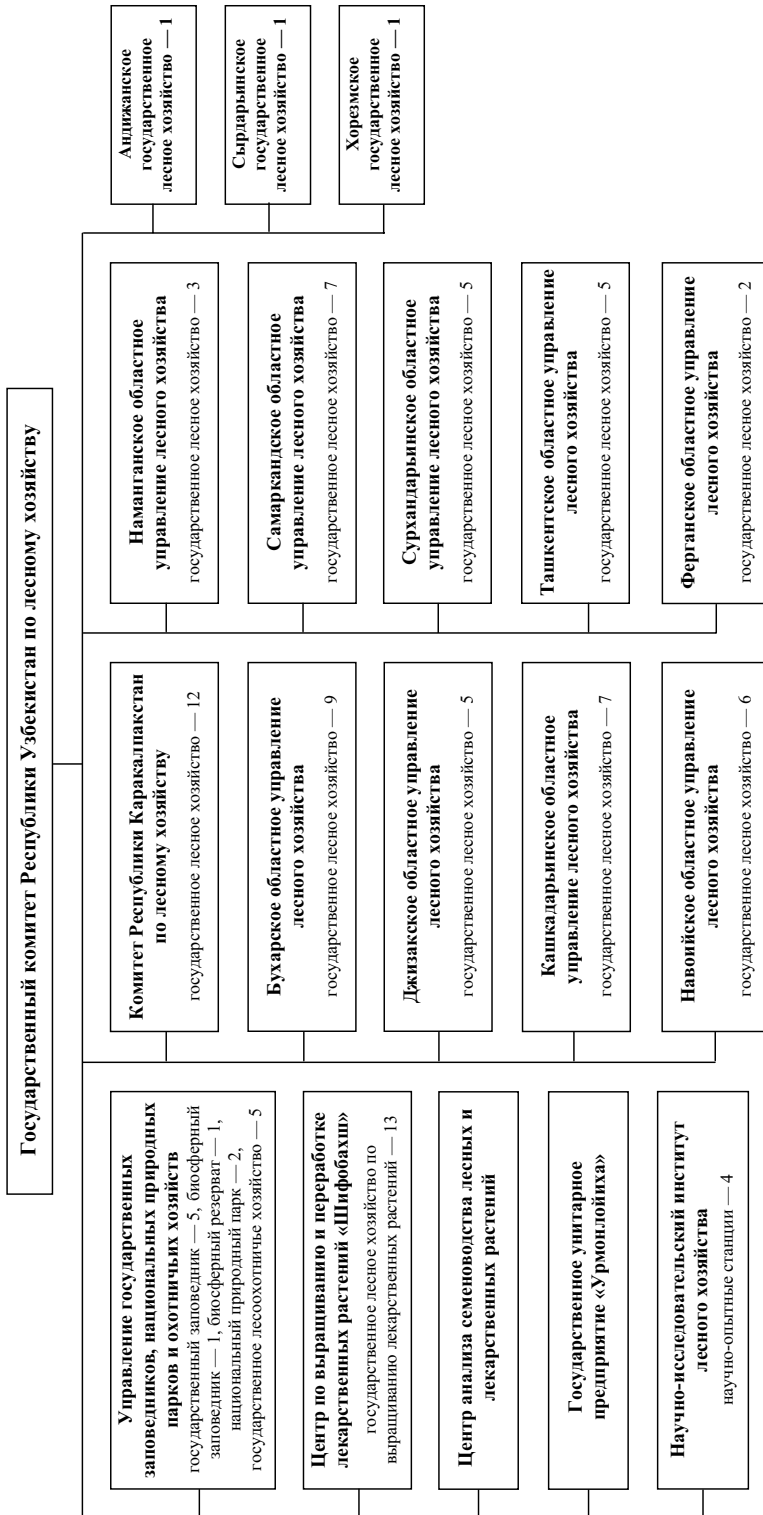 Государственный комитет Республики Узбекистан по лесному хозяйству
Управление государственных
заповедников, национальных природных
парков и охотничьих хозяйств
государственный заповедник — 5, биосферный
заповедник — 1, биосферный резерват — 1,
национальный природный парк — 2,
государственное лесоохотничье хозяйство — 5
Центр по выращиванию и переработке
лекарственных растений «Шифобахш»
государственное лесное хозяйство по
выращиванию лекарственных растений — 13
Центр анализа семеноводства лесных и
лекарственных растений
Государственное унитарное
предприятие «Урмонлойиха»
Научно-исследовательский институт
лесного хозяйства
научно-опытные станции — 4
Комитет Республики Каракалпакстан
по лесному хозяйству
государственное лесное хозяйство — 12
Бухарское областное управление
лесного хозяйства
государственное лесное хозяйство — 9
Джизакское областное управление
лесного хозяйства
государственное лесное хозяйство — 5
Кашкадарьинское областное
управление лесного хозяйства
государственное лесное хозяйство — 7
Навоийское областное управление
лесного хозяйства
государственное лесное хозяйство — 6
Наманганское областное
управление лесного хозяйства
государственное лесное хозяйство — 3
Самаркандское областное
управление лесного хозяйства
государственное лесное хозяйство — 7
Сурхандарьинское областное
управление лесного хозяйства
государственное лесное хозяйство — 5
Ташкентское областное управление
лесного хозяйства
государственное лесное хозяйство — 5
Ферганское областное управление
лесного хозяйства
государственное лесное хозяйство — 2
Андижанское
государственное
лесное хозяйство — 1
Сырдарьинское
государственное
лесное хозяйство — 1
Хорезмское
государственное
лесное хозяйство — 1